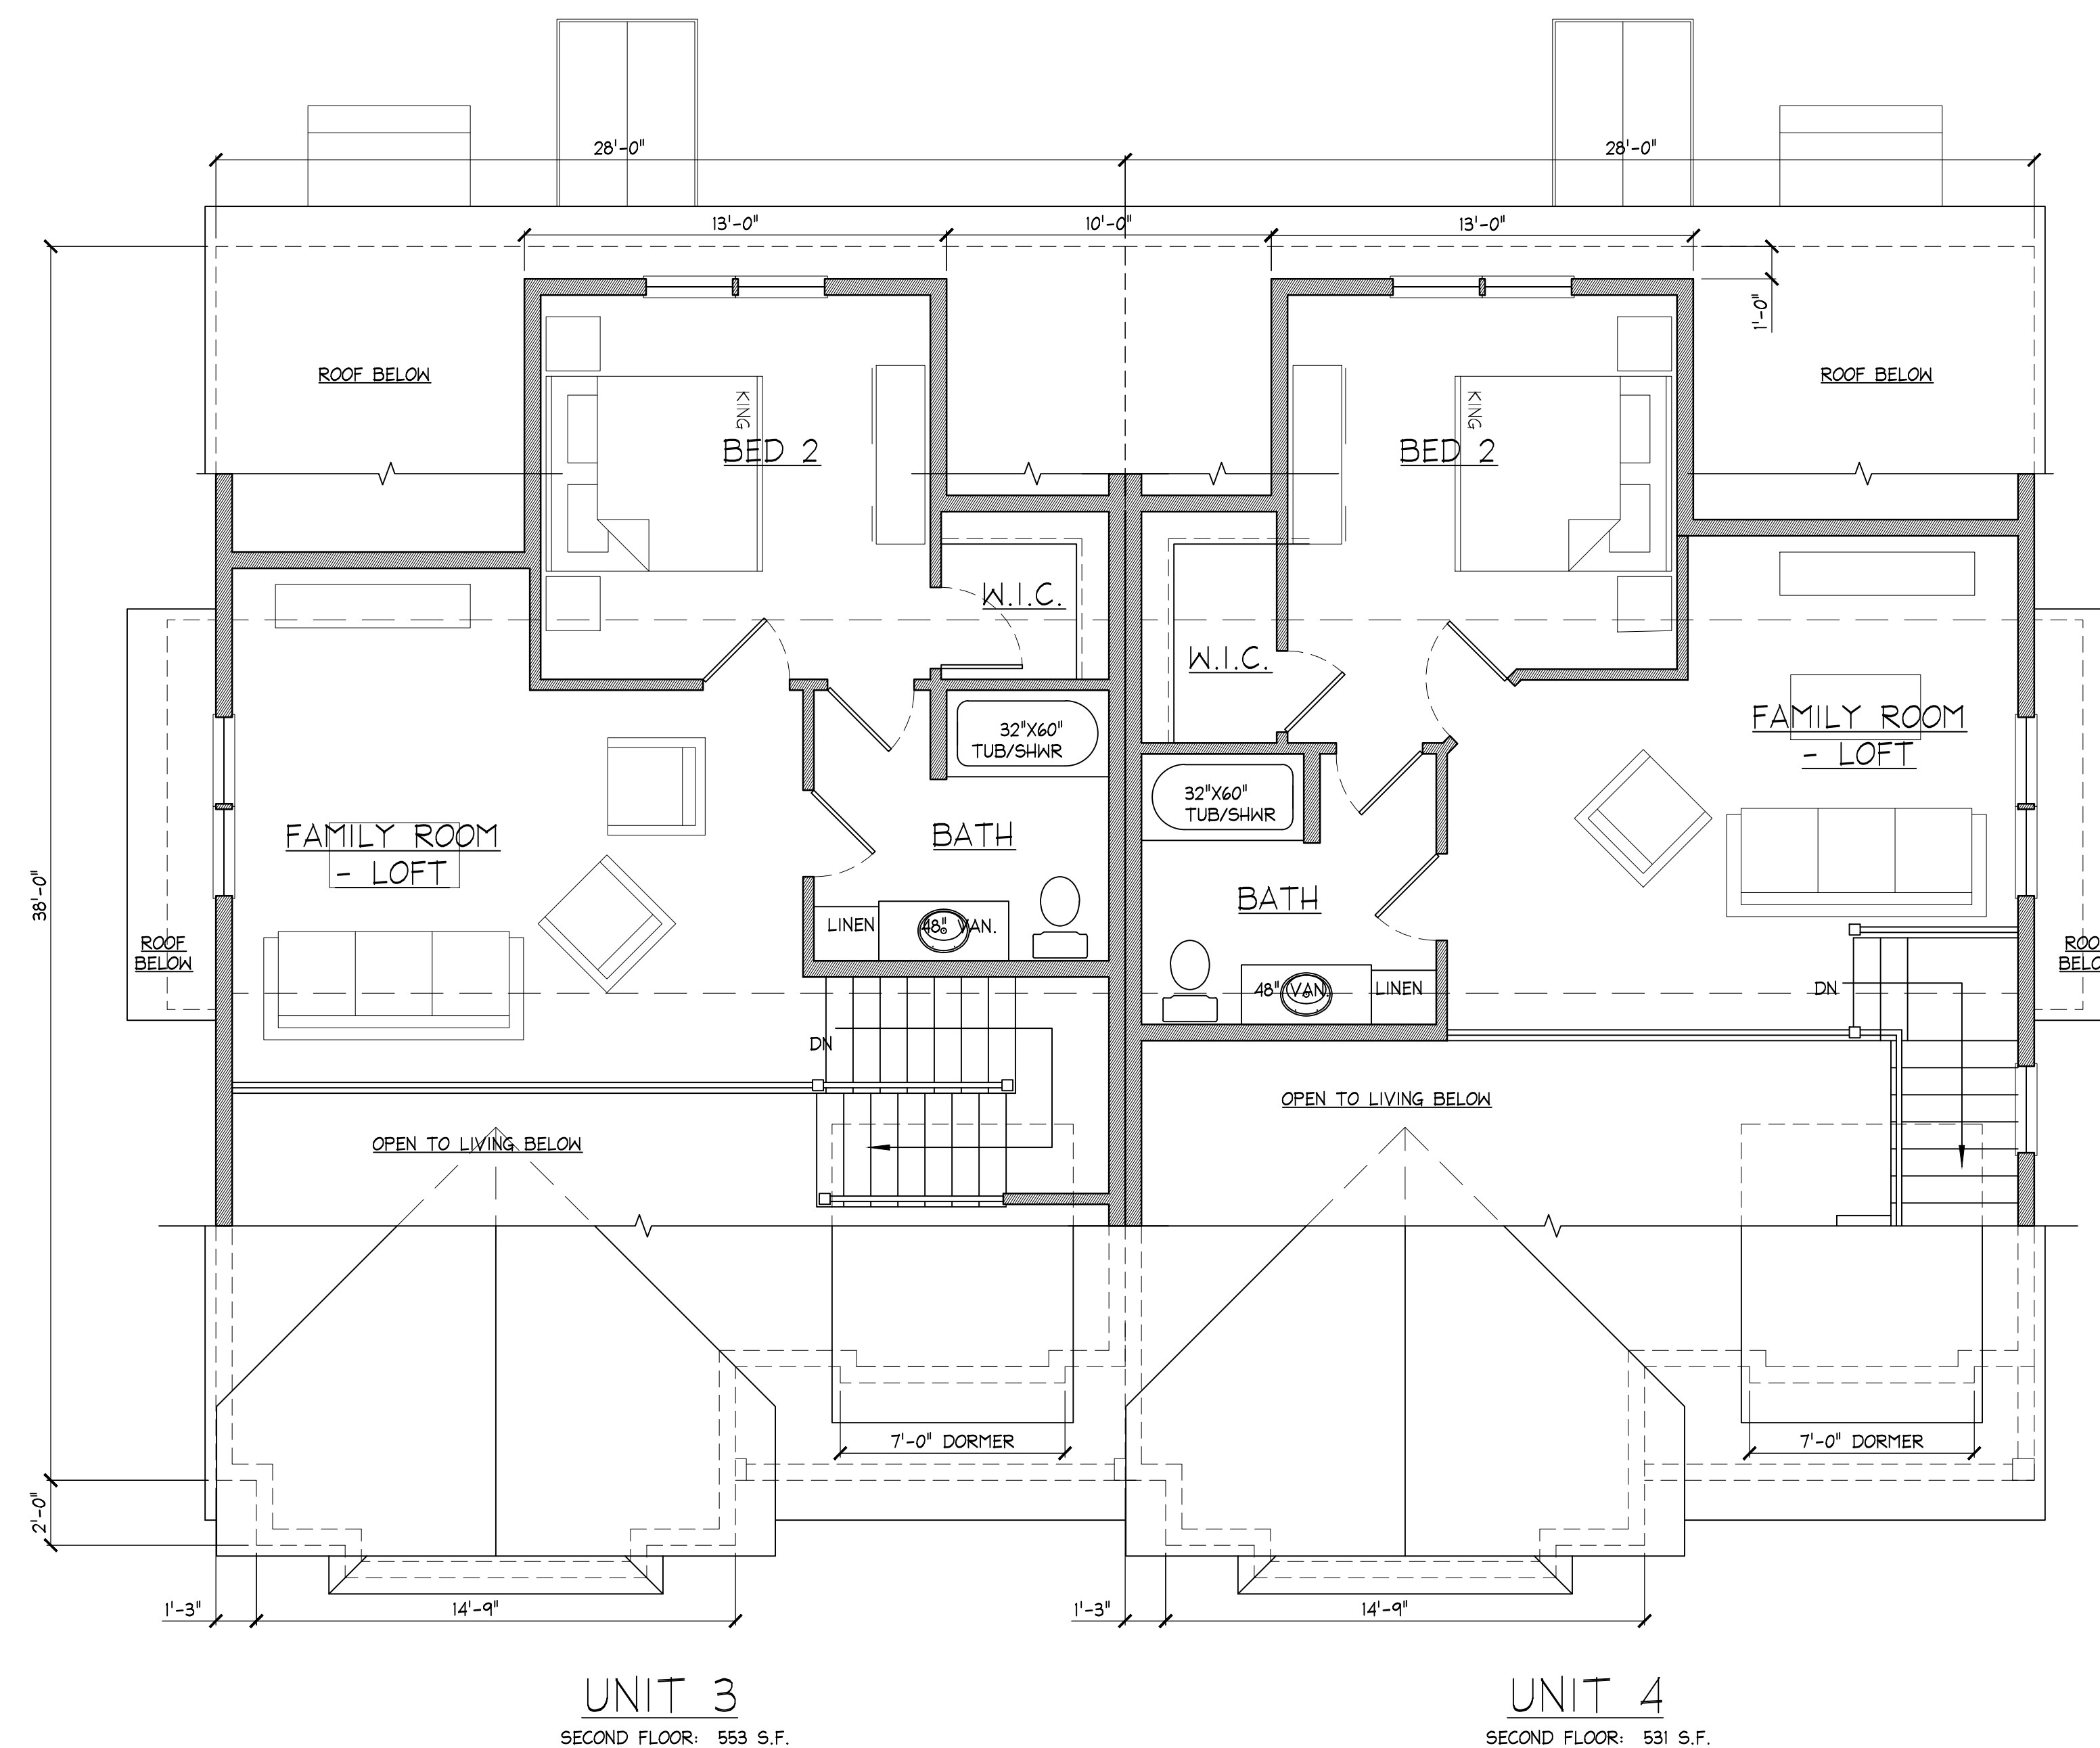 28'-0"
28'-0"
13'-0"
10'-0"
13'-0"
1'-0"
ROOF BELOW
ROOF BELOW
KING
BED 2
KING
BED 2
W.I.C.
W.I.C.
32"X60"
TUB/SHWR
FAMILY ROOM
- LOFT
32"X60"
TUB/SHWR
FAMILY ROOM
- LOFT
BATH
BATH
38'-0"
LINEN
48" VAN.
ROOF
BELOW
48" VAN.
LINEN
DN
DN
OPEN TO LIVING BELOW
OPEN TO LIVING BELOW
7'-0" DORMER
7'-0" DORMER
2'-0"
1'-3"
14'-9"
1'-3"
14'-9"
UNIT 3
SECOND FLOOR: 553 S.F.
UNIT 4
SECOND FLOOR: 531 S.F.